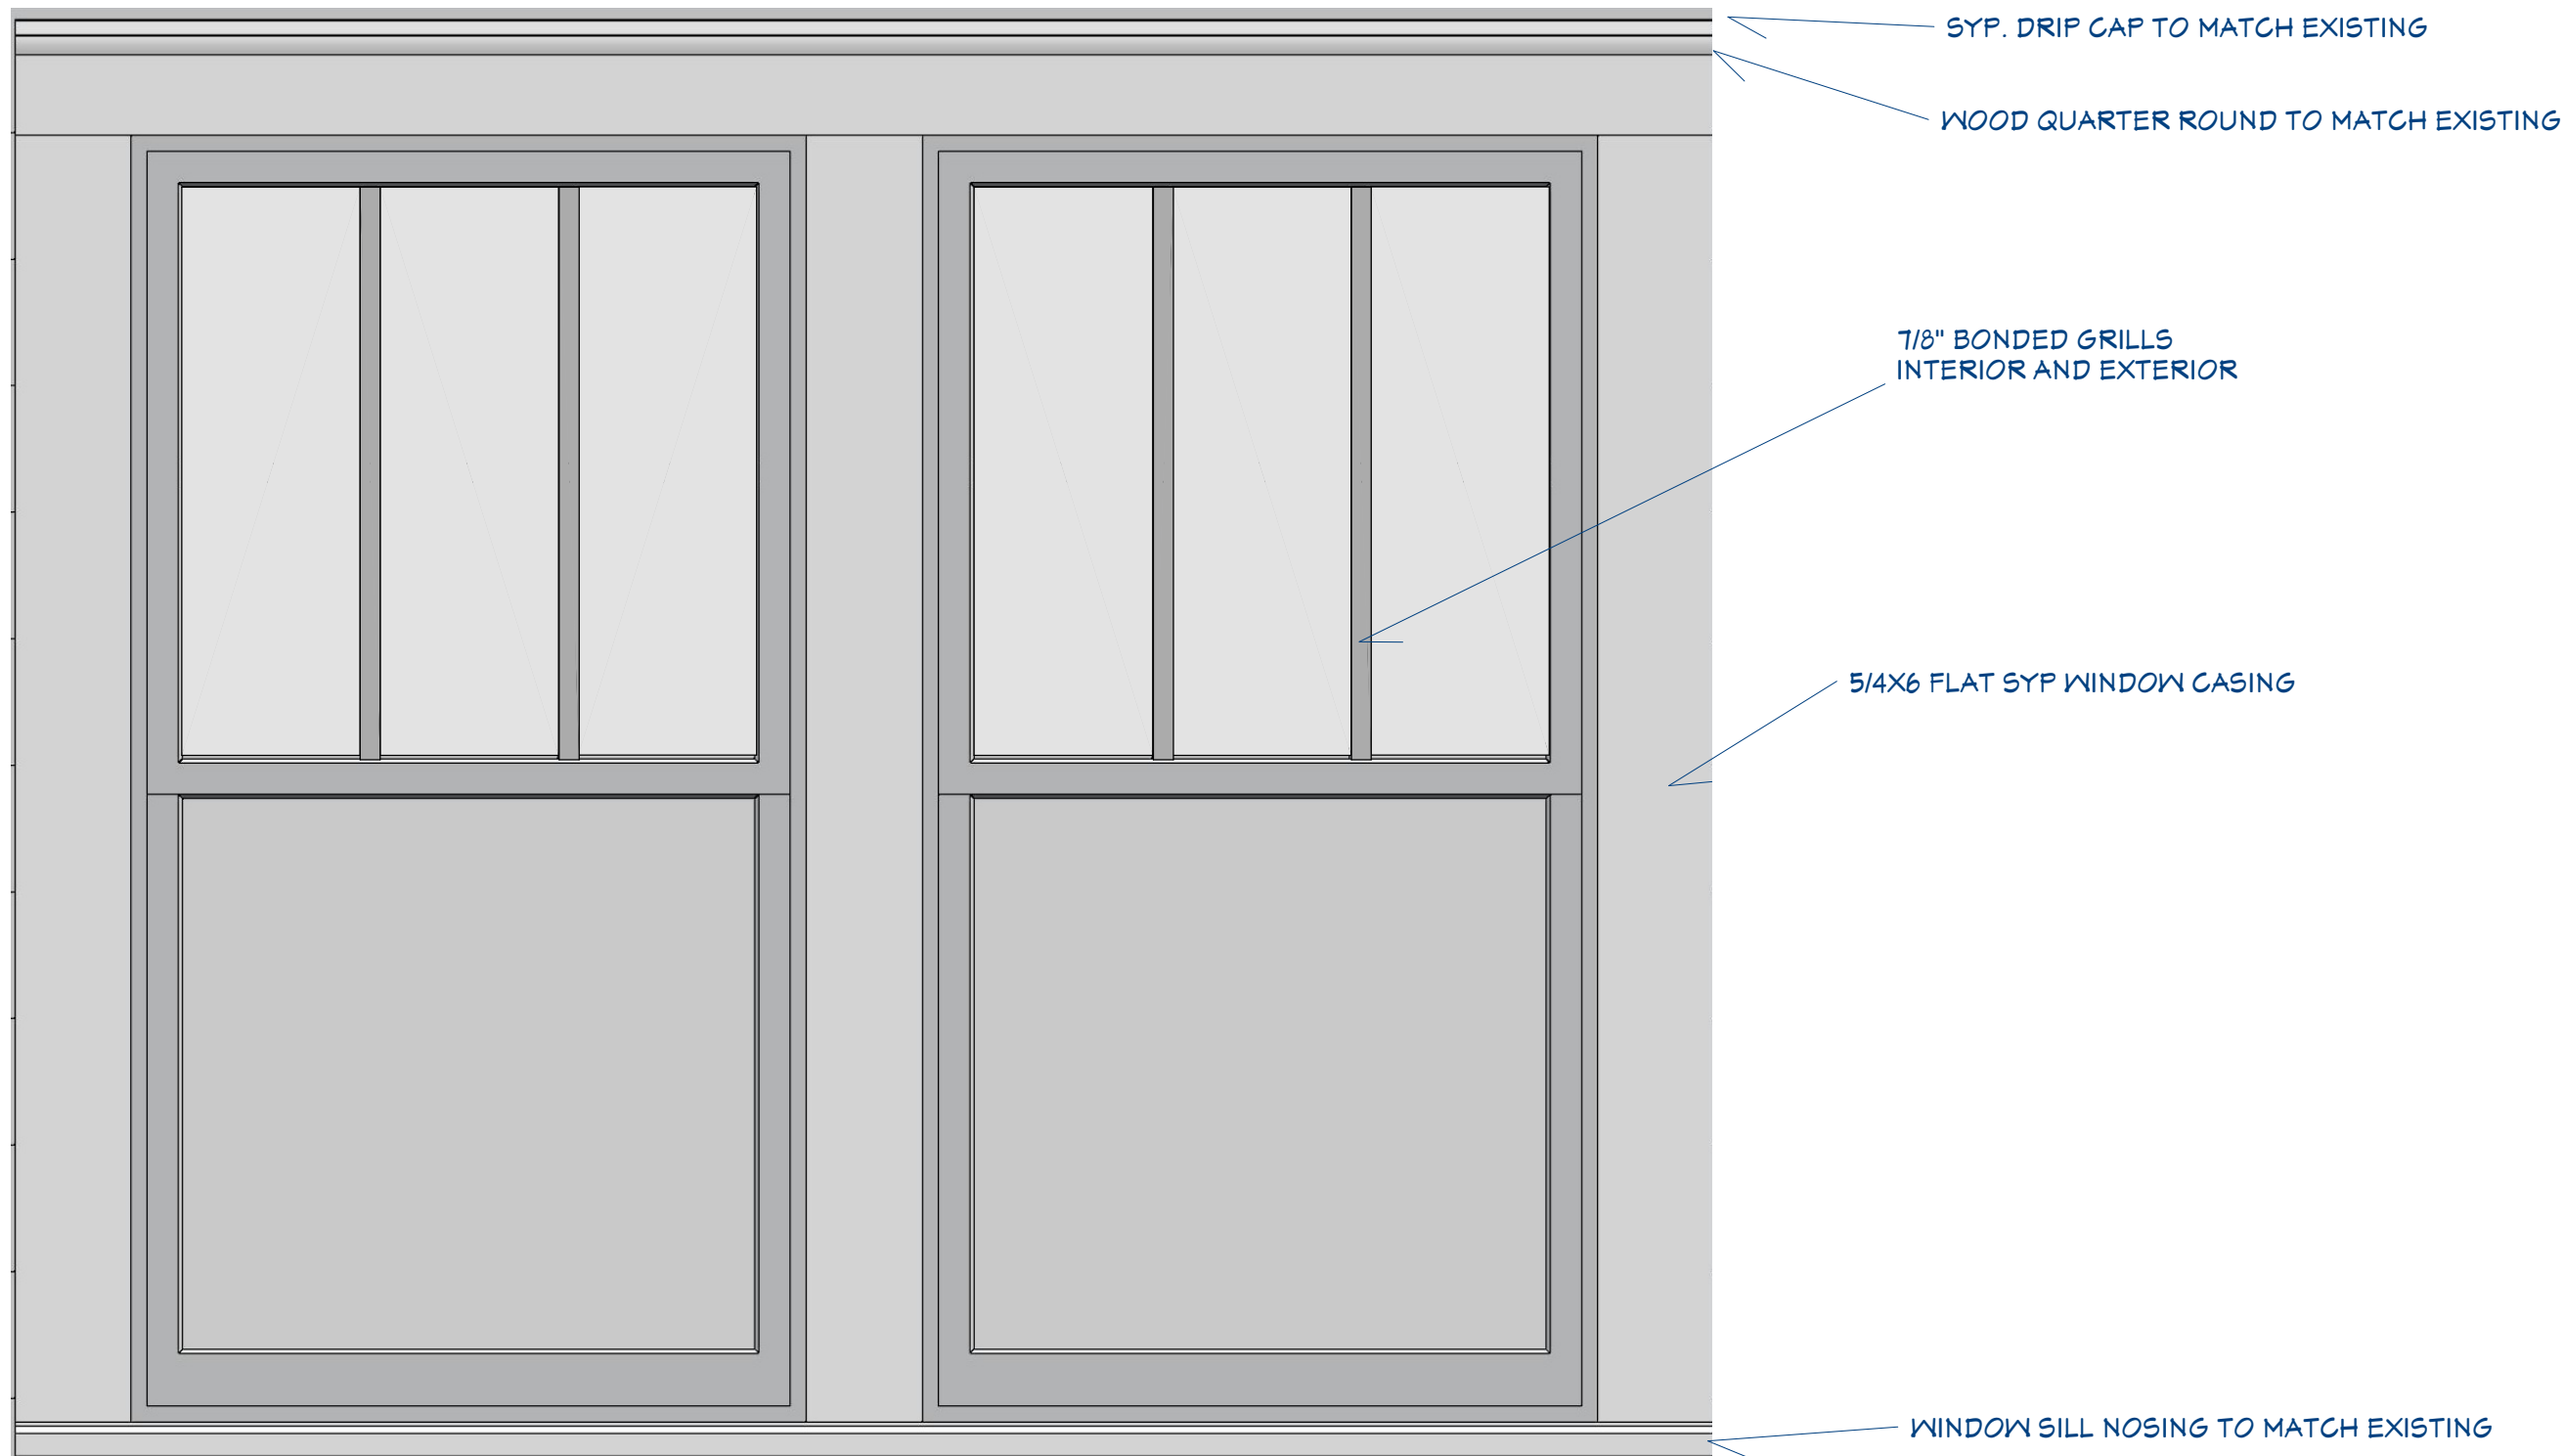 SYP. DRIP CAP TO MATCH EXISTING
WOOD QUARTER ROUND TO MATCH EXISTING
7/8" BONDED GRILLS
INTERIOR AND EXTERIOR
5/4X6 FLAT SYP WINDOW CASING
WINDOW SILL NOSING TO MATCH EXISTING